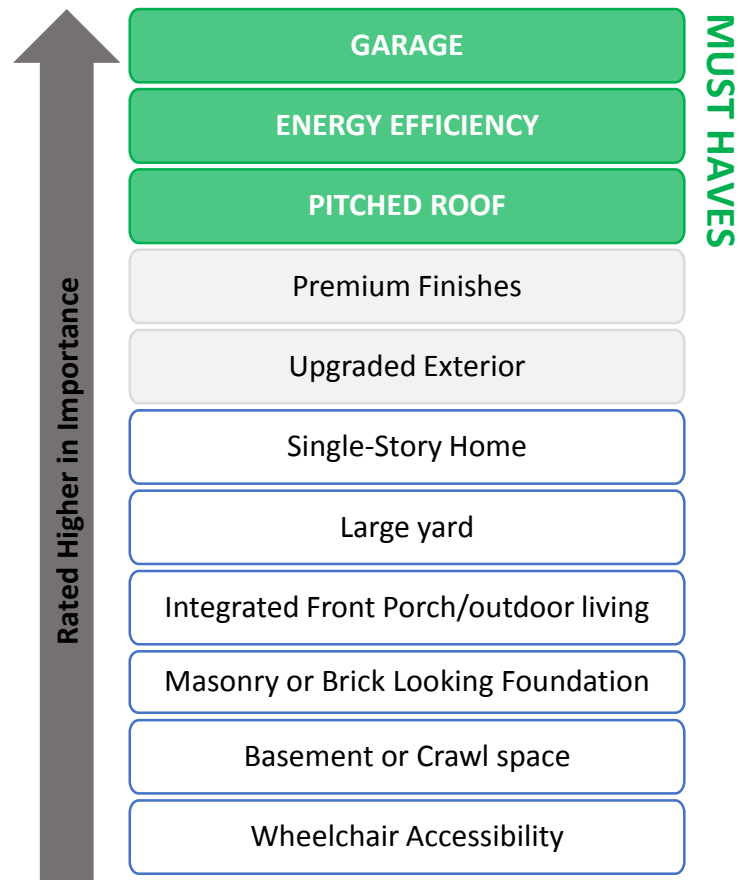 GARAGE
ENERGY EFFICIENCY
PITCHED ROOF
Premium Finishes
Upgraded Exterior
Single-Story Home
Large yard
Integrated Front Porch/outdoor living
Masonry or Brick Looking Foundation
Basement or Crawl space
Wheelchair Accessibility
Rated Higher in Importance
MUST HAVES